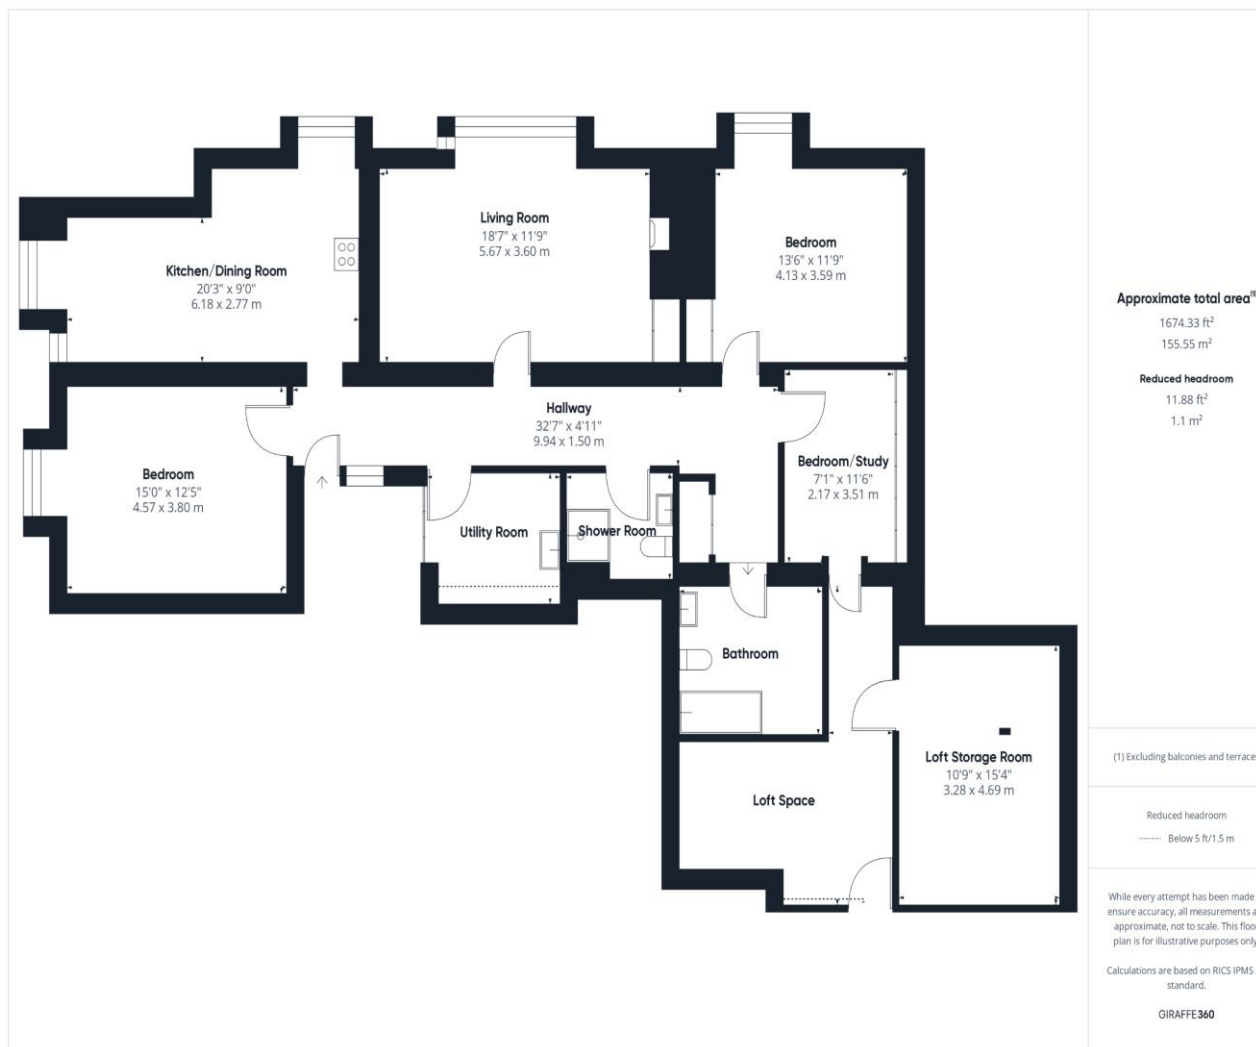 Living Room
18'7" x 11'9"
5.67 x 3.60 m
Bedroom
13'6" x 11'9"
4.13 x 3.59 m
Kitchen/Dining Room
20'3" x 9'0"
6.18 x 2.77 m
Hallway
32'7" x 4'11"
9.94 x 1.50 m
Bedroom
15'0" x 12'5"
4.57 x 3.80 m
Bedroom/Study
7'1" x 11'6"
2.17 x 3.51 m
Utility Room
Shower Room
Bathroom
Loft Storage Room
10'9" x 15'4"
3.28 x 4.69 m
Loft Space
Approximate total area
1674.33 ft²
155.55 m²
Reduced headroom
11.88 ft²
1.1 m²
(1) Excluding balconies and terrace
Reduced headroom
Below 5 ft/1.5 m
While every attempt has been made
ensure accuracy, all measurements a
approximate, not to scale. This floo
plan is for illustrative purposes only
Calculations are based on RICS IPMS
standard.
GIRAFFE360